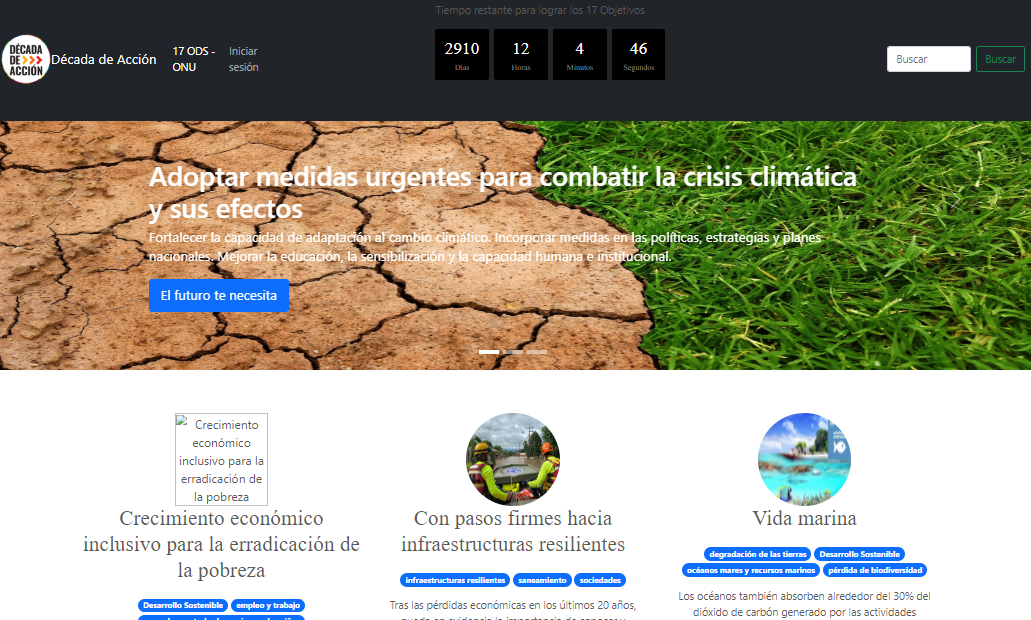 Tiempo restante para lograr los 17 Objetivos
DÉCADA
DE
ACCIÓN
Década de Acción
17 ODS -
ONU
Iniciar
sesión
2910
Días
12
Horas
4
Minutos
46
Segundos
Buscar
Buscar
Adoptar medidas urgentes para combatir la crisis climática
y sus efectos
Fortalecer la capacidad de adaptación al cambio climático. Incorporar medidas en las políticas, estrategias y planes
nacionales. Mejorar la educación, la sensibilización y la capacidad humana e institucional.
El futuro te necesita
Crecimiento
económico
inclusivo para la
erradicación de
la pobreza
Crecimiento económico
inclusivo para la erradicación de
la pobreza
Desarrollo Sostenible empleo y trabajo
Con pasos firmes hacia
infraestructuras resilientes
infraestructuras resilientes saneamiento sociedades
Tras las pérdidas económicas en los últimos 20 años,
Vida marina
degradación de las tierras Desarrollo Sostenible
océanos mares y recursos marinos pérdida de biodiversidad
Los océanos también absorben alrededor del 30% del
dióxido de carbón generado por las actividades